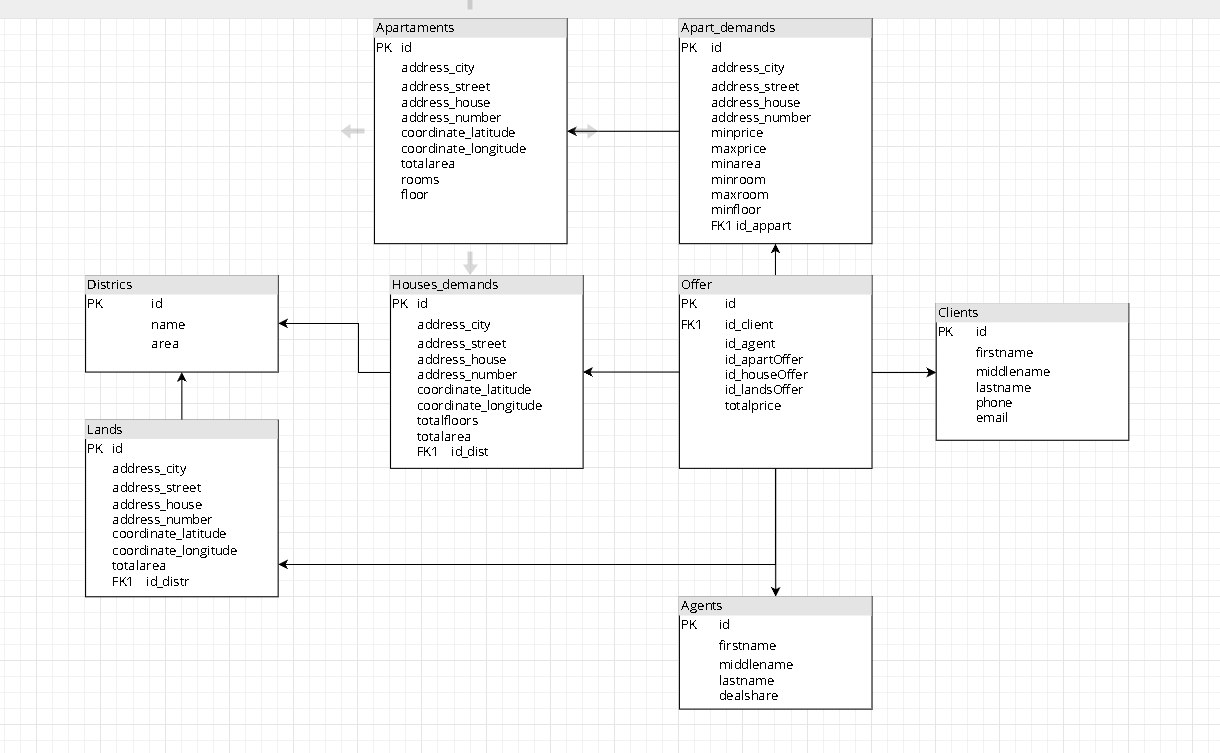 Apartaments
PK id
address_city
address_street
address_house
address_number
coordinate_latitude
coordinate_longitude
totalarea
rooms
floor
Apart_demands
PK id
address_city
address_street
address_house
address_number
minprice
maxprice
minarea
minroom
maxroom
minfloor
FK1 id_appart
Districs
PK id
name
area
Houses_demands
PK id
address_city
address_street
address_house
address_number
coordinate_latitude
coordinate_longitude
totalfloors
totalarea
FK1 id_dist
Offer
PK id
FK1 id_client
id_agent
id_apartOffer
id_houseOffer
id_landsOffer
totalprice
Clients
PK id
firstname
middlename
lastname
phone
email
Lands
PK id
address_city
address_street
address_house
address_number
coordinate_latitude
coordinate_longitude
totalarea
FK1 id_distr
Agents
PK id
firstname
middlename
lastname
dealshare